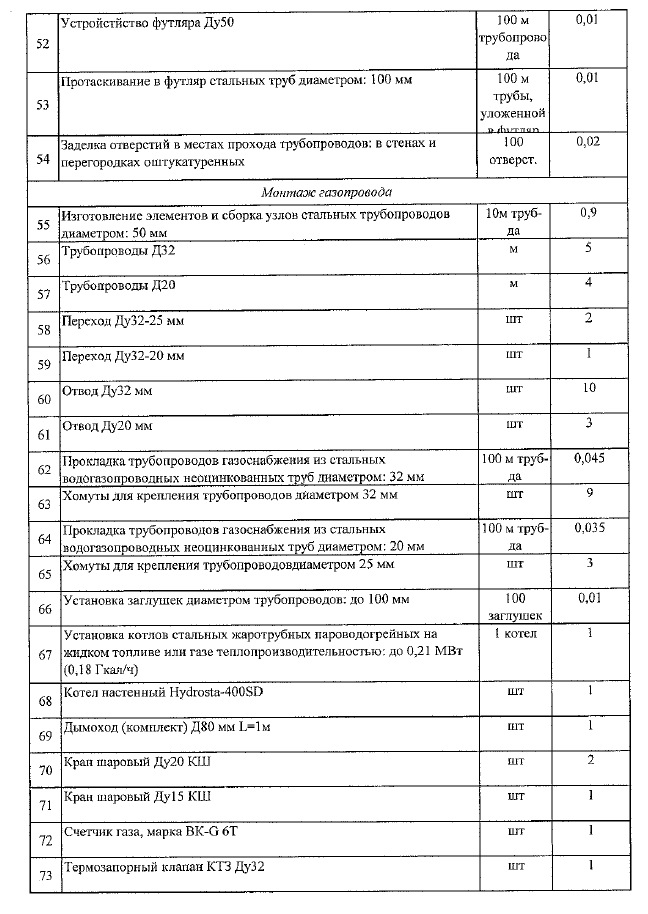 52 Устройстйство футляра Ду50 100 м 0,01
трубопрово
да
53 Протаскивание в футляр стальных труб диаметром: 100 мм 100 м 0,01
трубы,
уложенной
в футляр
54 Заделка отверстий в местах прохода трубопроводов: в стенах и 100 0,02
перегородках оштукатуренных отверст.
Монтаж газопровода
55 Изготовление элементов и сборка узлов стальных трубопроводов 10м труб- 0,9
диаметром: 50 мм да
56 Трубопроводы Д32 м 5
57 Трубопроводы Д20 м 4
58 Переход Ду32-25 мм шт 2
59 Переход Ду32-20 мм шт 1
60 Отвод Ду32 мм шт 10
61 Отвод Ду20 мм шт 3
62 Прокладка трубопроводов газоснабжения из стальных 100 м труб- 0,045
водогазопроводных неоцинкованных труб диаметром: 32 мм да
63 Хомуты для крепления трубопроводов диаметром 32 мм шт 9
64 Прокладка трубопроводов газоснабжения из стальных 100 м труб- 0,035
водогазопроводных неоцинкованных труб диаметром: 20 мм да
65 Хомуты для крепления трубопроводовдиаметром 25 мм шт 3
66 Установка заглушек диаметром трубопроводов: до 100 мм 100 0,01
заглушек
67 Установка котлов стальных жаротрубных пароводогрейных на 1 котел 1
жидком топливе или газе теплопроизводительностью: до 0,21 МВт
(0,18 Гкал/ч)
68 Котел настенный Hydrosta-400SD шт 1
69 Дымоход (комплект) Д80 мм L=1м шт 1
70 Кран шаровый Ду20 КШ шт 2
71 Кран шаровый Ду15 КШ шт 1
72 Счетчик газа, марка BK-G 6T шт 1
73 Термозапорный клапан КТЗ Ду32 шт 1